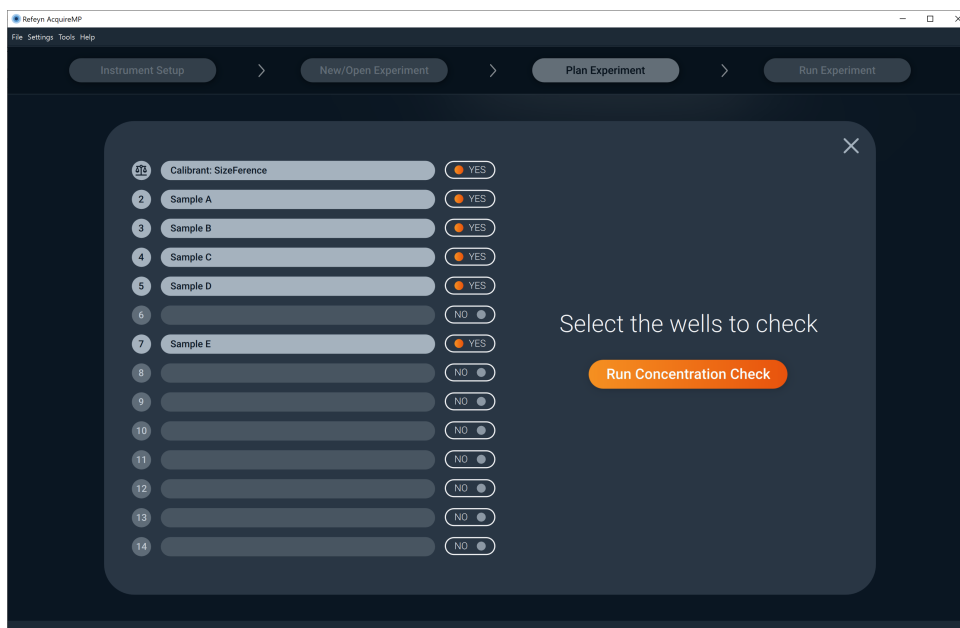 Refeyn AcquireMP
File Settings Tools Help
Instrument Setup > New/Open Experiment > Plan Experiment > Run Experiment
Calibrant: SizeFerence YES
2 Sample A YES
3 Sample B YES
4 Sample C YES
5 Sample D YES
6 NO
7 Sample E YES
8 NO
9 NO
10 NO
11 NO
12 NO
13 NO
14 NO
Select the wells to check
Run Concentration Check